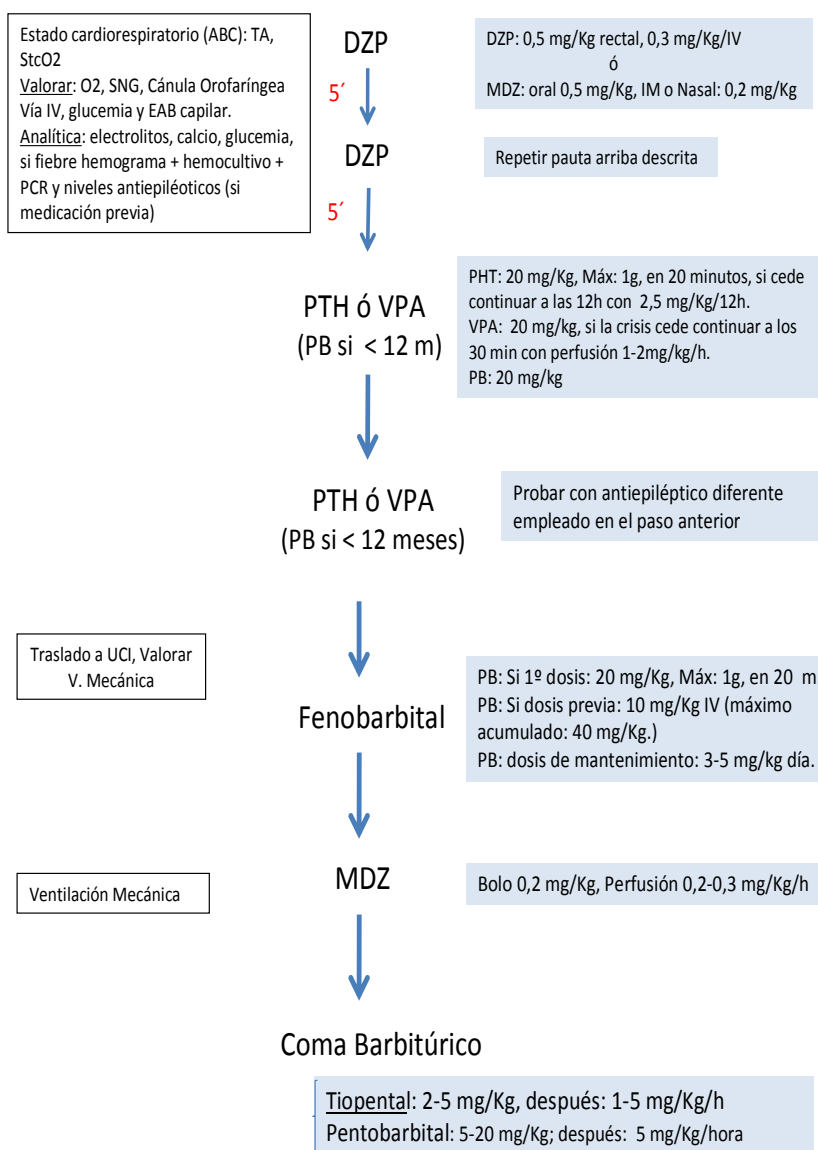 Estado cardiorespiratorio (ABC): TA,
StcO2
Valorar: O2, SNG, Cánula Orofaríngea
Vía IV, glucemia y EAB capilar.
Analítica: electrolitos, calcio, glucemia,
si fiebre hemograma + hemocultivo +
PCR y niveles antiepiléoticos (si
medicación previa)
DZP
DZP: 0,5 mg/Kg rectal, 0,3 mg/Kg/IV
ó
MDZ: oral 0,5 mg/Kg, IM o Nasal: 0,2 mg/Kg
5´
DZP
Repetir pauta arriba descrita
5´
PTH ó VPA
(PB si < 12 m)
PHT: 20 mg/Kg, Máx: 1g, en 20 minutos, si cede
continuar a las 12h con 2,5 mg/Kg/12h.
VPA: 20 mg/kg, si la crisis cede continuar a los
30 min con perfusión 1-2mg/kg/h.
PB: 20 mg/kg
PTH ó VPA
(PB si < 12 meses)
Probar con antiepiléptico diferente
empleado en el paso anterior
Traslado a UCI, Valorar
V. Mecánica
Fenobarbital
PB: Si 1º dosis: 20 mg/Kg, Máx: 1g, en 20 m
PB: Si dosis previa: 10 mg/Kg IV (máximo
acumulado: 40 mg/Kg.)
PB: dosis de mantenimiento: 3-5 mg/kg día.
Ventilación Mecánica
MDZ
Bolo 0,2 mg/Kg, Perfusión 0,2-0,3 mg/Kg/h
Coma Barbitúrico
Tiopental: 2-5 mg/Kg, después: 1-5 mg/Kg/h
Pentobarbital: 5-20 mg/Kg; después: 5 mg/Kg/hora